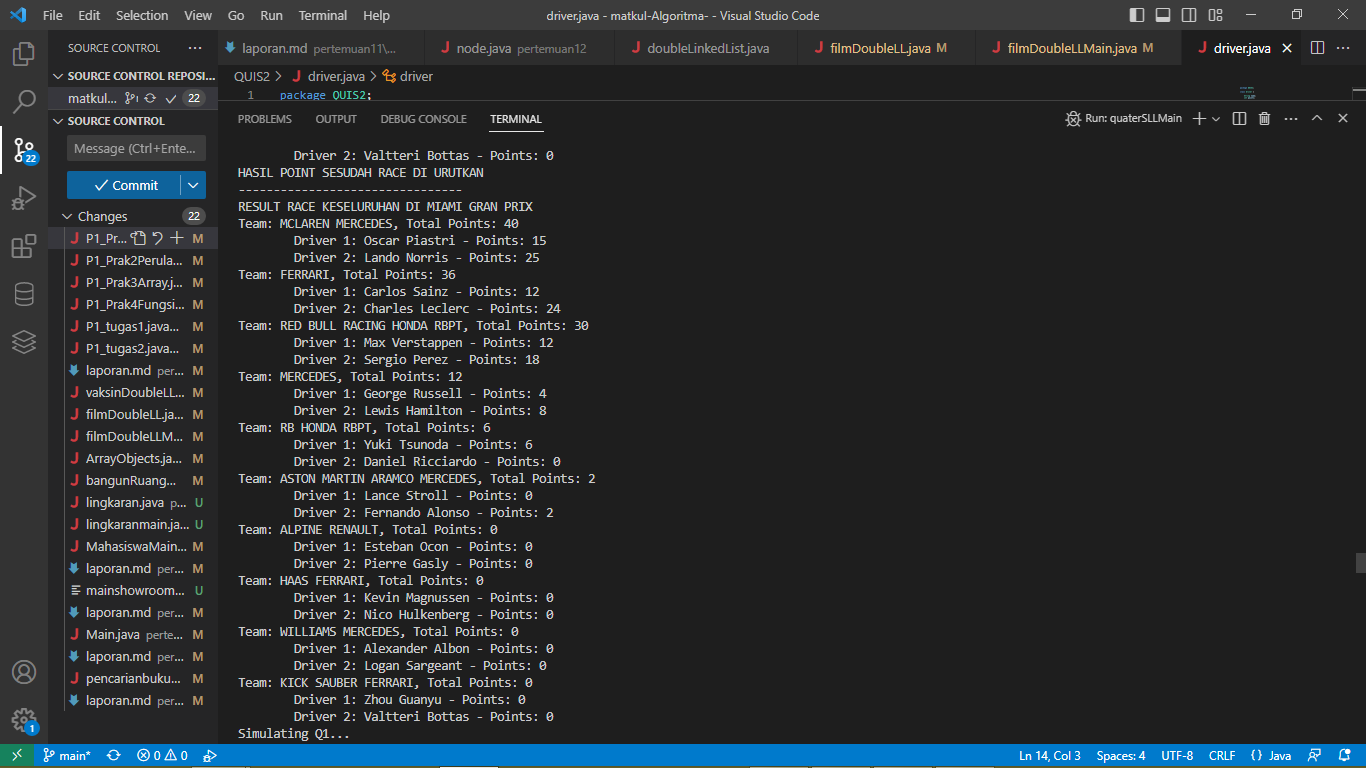 File Edit Selection View Go Run Terminal Help
driver.java - matkul-Algoritma- - Visual Studio Code
SOURCE CONTROL ...
SOURCE CONTROL REPOSI...
matkul... 22
SOURCE CONTROL
Message (Ctrl+Ente...
Commit
Changes 22
P1_Pr... M
P1_Prak2Perula... M
P1_Prak3Array.j... M
P1_Prak4Fungsi... M
P1_tugas1.java... M
P1_tugas2.java... M
laporan.md per... M
vaksinDoubleLL... M
filmDoubleLL.ja... M
filmDoubleLLM... M
ArrayObjects.ja... M
bangunRuang... M
lingkaran.java p... U
lingkaranmain.ja... U
MahasiswaMain... M
laporan.md per... M
mainshowroom... U
laporan.md per... M
Main.java perte... M
laporan.md per... M
pencarianbuku... M
laporan.md per... M
22
1
laporan.md pertemuan11\...
node.java pertemuan12
doubleLinkedList.java
filmDoubleLL.java M
filmDoubleLLMain.java M
driver.java
QUIS2 > driver.java > driver
1 package QUIS2;
PROBLEMS OUTPUT DEBUG CONSOLE TERMINAL
Run: quaterSLLMain
Driver 2: Valtteri Bottas - Points: 0
HASIL POINT SESUDAH RACE DI URUTKAN
--------------------------------
RESULT RACE KESELURUHAN DI MIAMI GRAN PRIX
Team: MCLAREN MERCEDES, Total Points: 40
Driver 1: Oscar Piastri - Points: 15
Driver 2: Lando Norris - Points: 25
Team: FERRARI, Total Points: 36
Driver 1: Carlos Sainz - Points: 12
Driver 2: Charles Leclerc - Points: 24
Team: RED BULL RACING HONDA RBPT, Total Points: 30
Driver 1: Max Verstappen - Points: 12
Driver 2: Sergio Perez - Points: 18
Team: MERCEDES, Total Points: 12
Driver 1: George Russell - Points: 4
Driver 2: Lewis Hamilton - Points: 8
Team: RB HONDA RBPT, Total Points: 6
Driver 1: Yuki Tsunoda - Points: 6
Driver 2: Daniel Ricciardo - Points: 0
Team: ASTON MARTIN ARAMCO MERCEDES, Total Points: 2
Driver 1: Lance Stroll - Points: 0
Driver 2: Fernando Alonso - Points: 2
Team: ALPINE RENAULT, Total Points: 0
Driver 1: Esteban Ocon - Points: 0
Driver 2: Pierre Gasly - Points: 0
Team: HAAS FERRARI, Total Points: 0
Driver 1: Kevin Magnussen - Points: 0
Driver 2: Nico Hulkenberg - Points: 0
Team: WILLIAMS MERCEDES, Total Points: 0
Driver 1: Alexander Albon - Points: 0
Driver 2: Logan Sargeant - Points: 0
Team: KICK SAUBER FERRARI, Total Points: 0
Driver 1: Zhou Guanyu - Points: 0
Driver 2: Valtteri Bottas - Points: 0
Simulating Q1...
main* 0 0
Ln 14, Col 3 Spaces: 4 UTF-8 CRLF {} Java